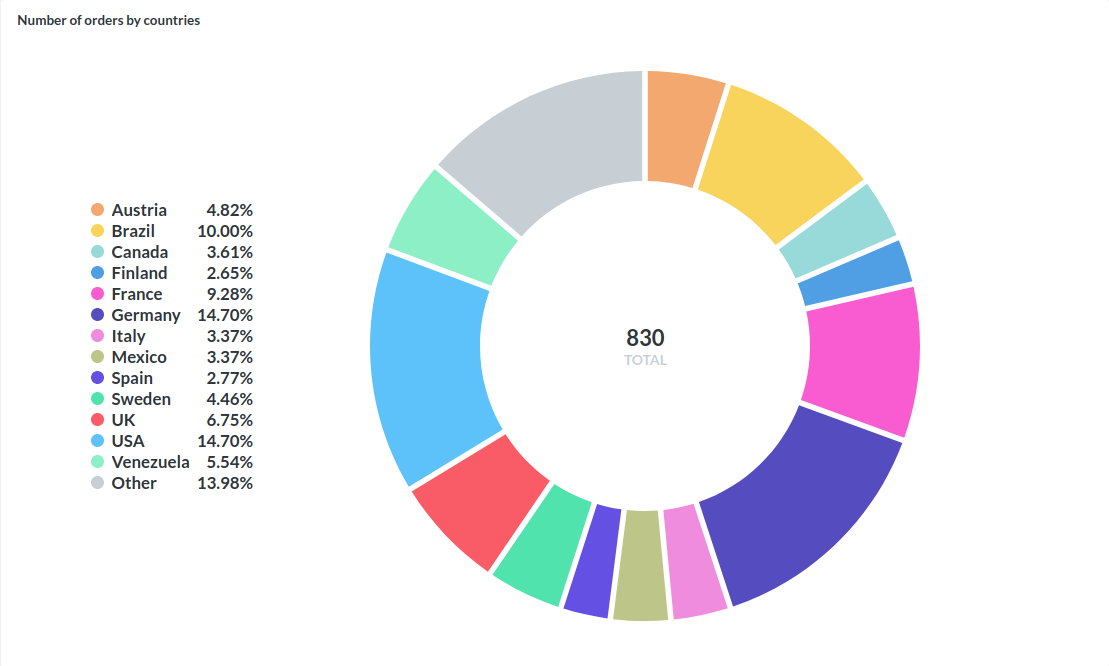 Number of orders by countries
Austria 4.82%
Brazil 10.00%
Canada 3.61%
Finland 2.65%
France 9.28%
Germany 14.70%
Italy 3.37%
Mexico 3.37%
Spain 2.77%
Sweden 4.46%
UK 6.75%
USA 14.70%
Venezuela 5.54%
Other 13.98%
830
TOTAL